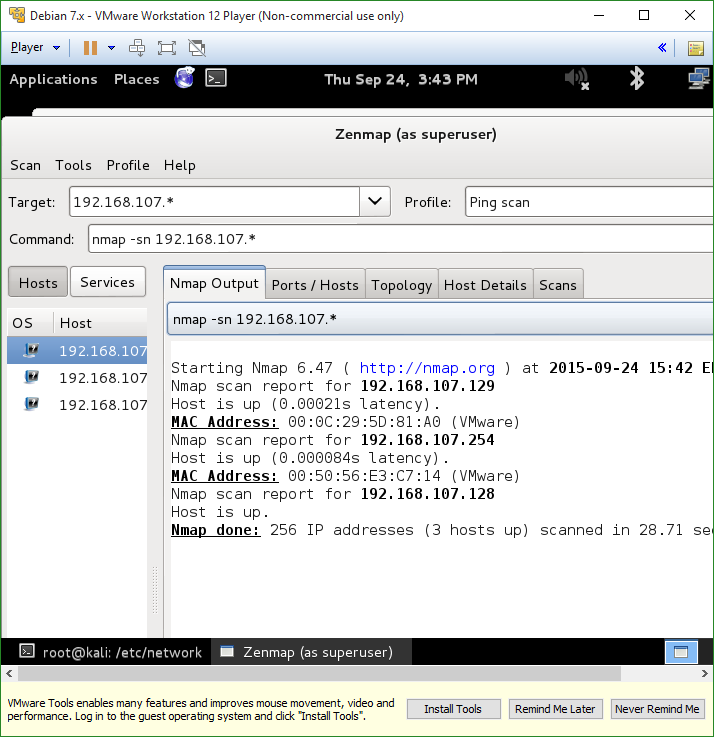 Debian 7.x - VMware Workstation 12 Player (Non-commercial use only)
Player
Applications Places Thu Sep 24, 3:43 PM
Zenmap (as superuser)
Scan Tools Profile Help
Target: 192.168.107.* Profile: Ping scan
Command: nmap -sn 192.168.107.*
Hosts Services Nmap Output Ports / Hosts Topology Host Details Scans
nmap -sn 192.168.107.*
OS Host
192.168.107
192.168.107
192.168.107
Starting Nmap 6.47 ( http://nmap.org ) at 2015-09-24 15:42
Nmap scan report for 192.168.107.129
Host is up (0.00021s latency).
MAC Address: 00:0C:29:5D:81:A0 (VMware)
Nmap scan report for 192.168.107.254
Host is up (0.000084s latency).
MAC Address: 00:50:56:E3:C7:14 (VMware)
Nmap scan report for 192.168.107.128
Host is up.
Nmap done: 256 IP addresses (3 hosts up) scanned in 28.71 sec
root@kali: /etc/network Zenmap (as superuser)
VMware Tools enables many features and improves mouse movement, video and
performance. Log in to the guest operating system and click "Install Tools".
Install Tools Remind Me Later Never Remind Me